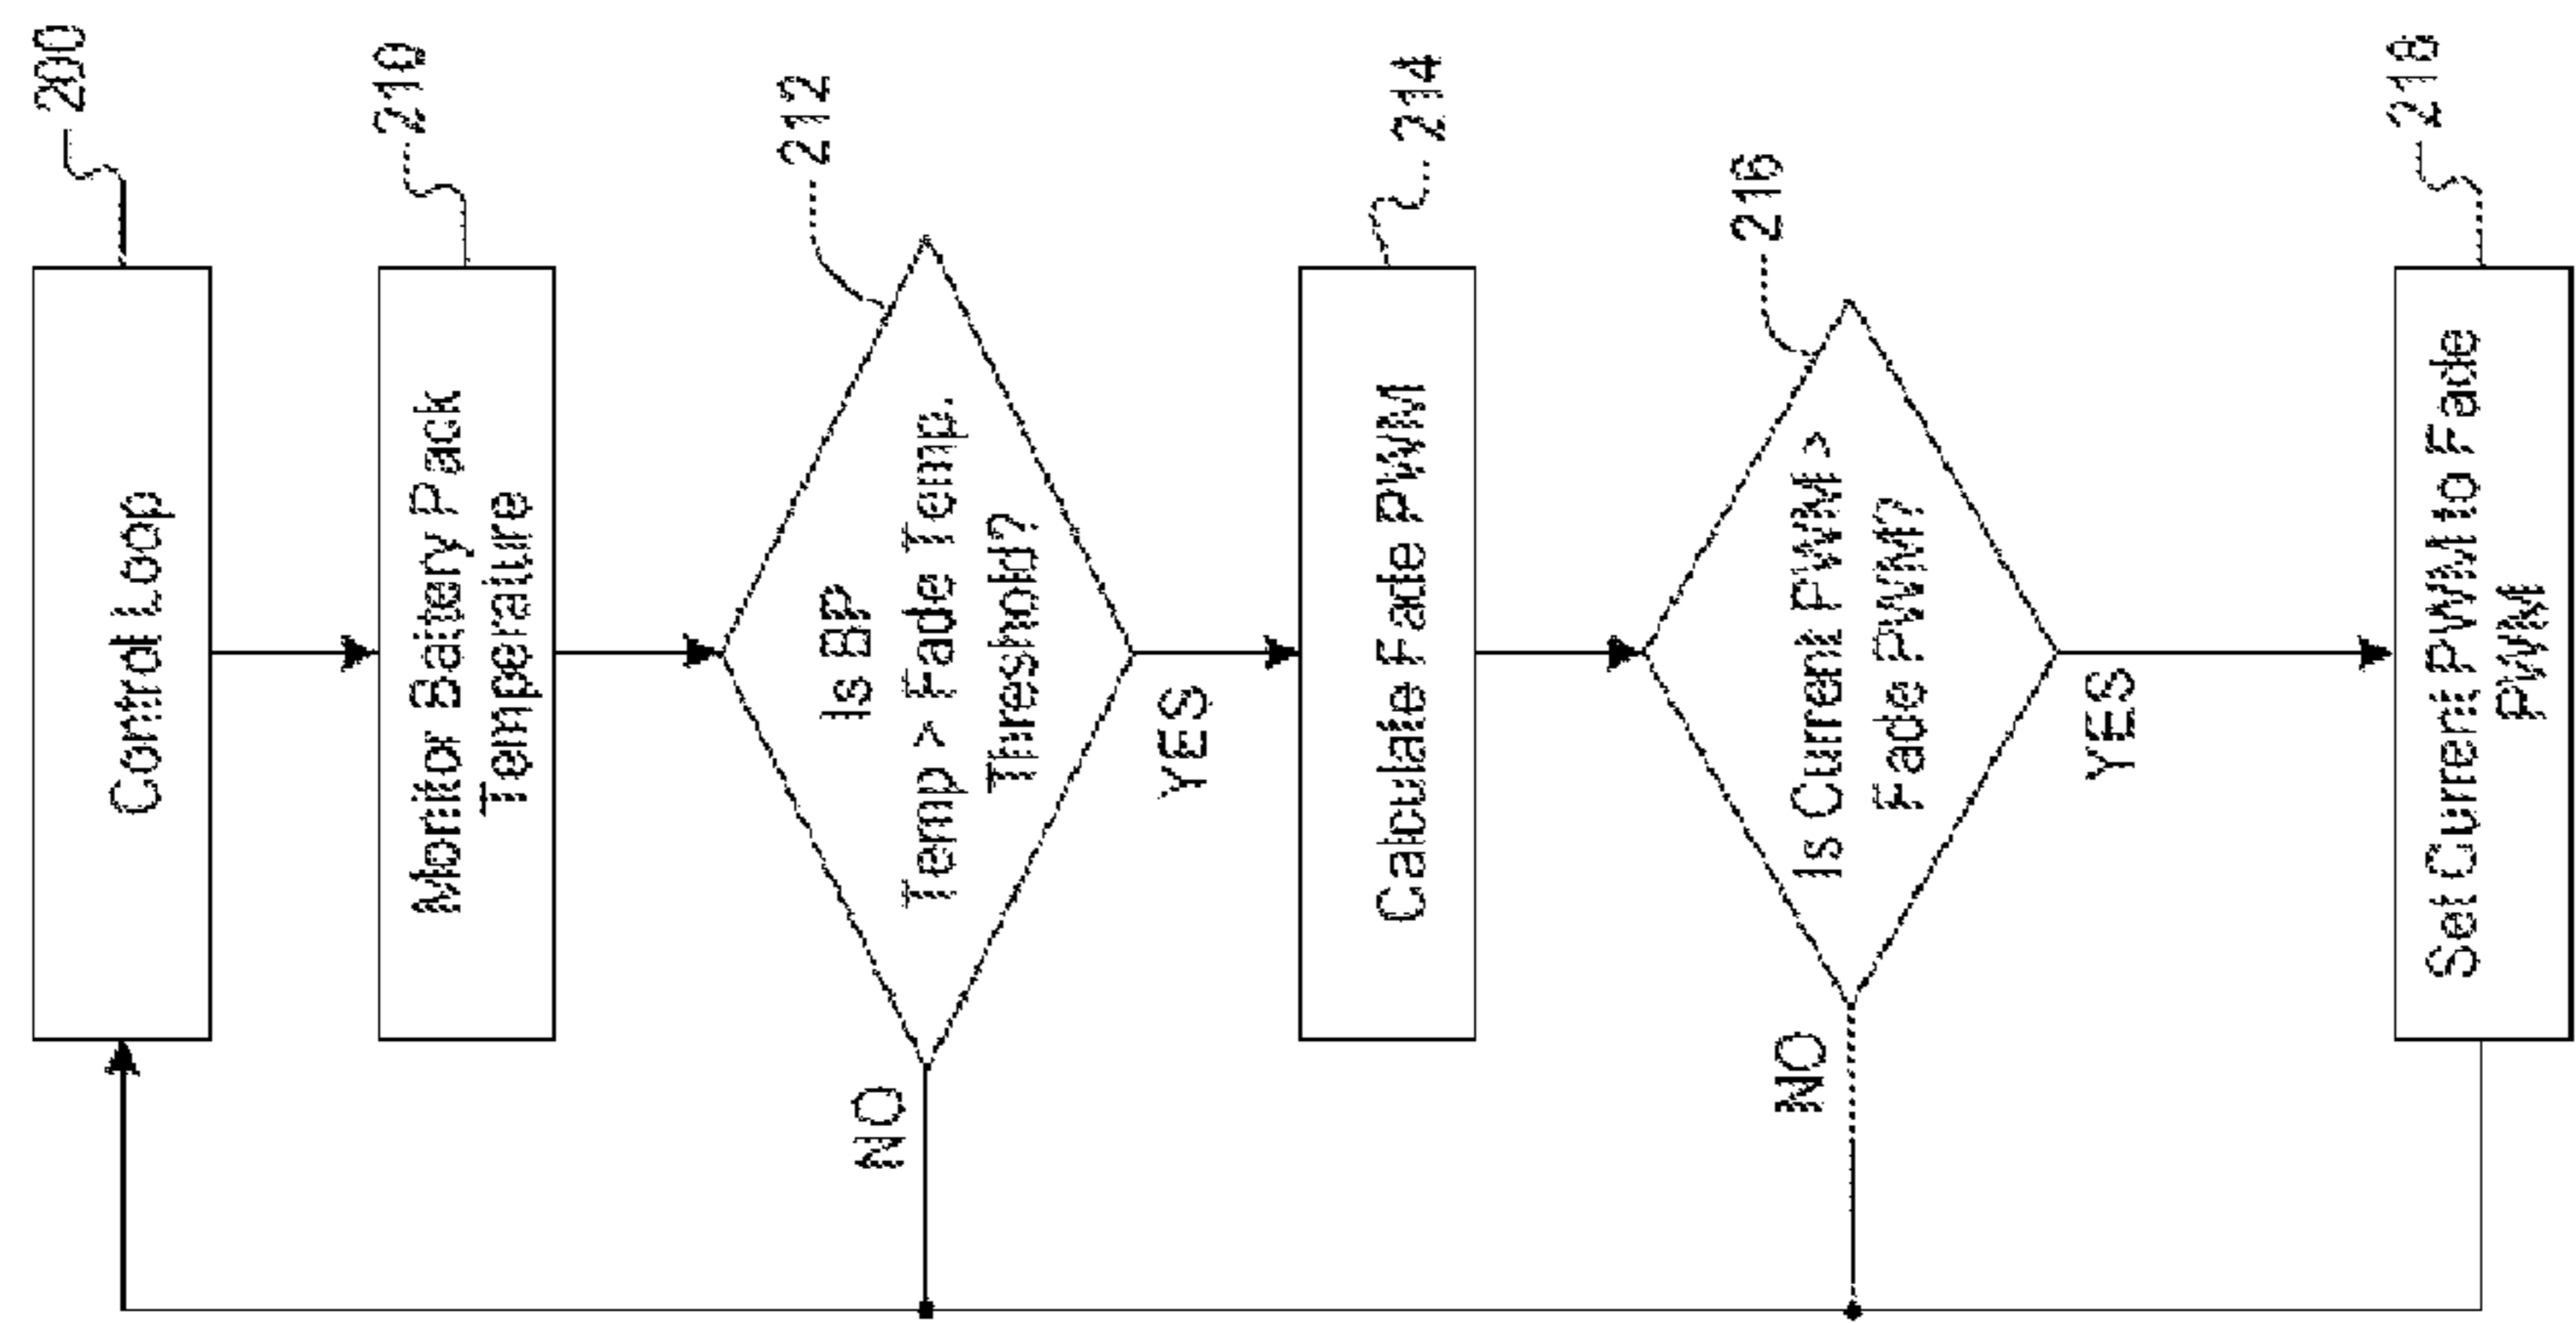 200
Control Loop
210
Monitor Battery Pack
Temperature
212
Is BP
Temp > Fade Temp.
Threshold?
NO
YES
214
Calculate Fade PWM
216
Is Current PWM >
Fade PWM?
NO
YES
218
Set Current PWM to Fade
PWM